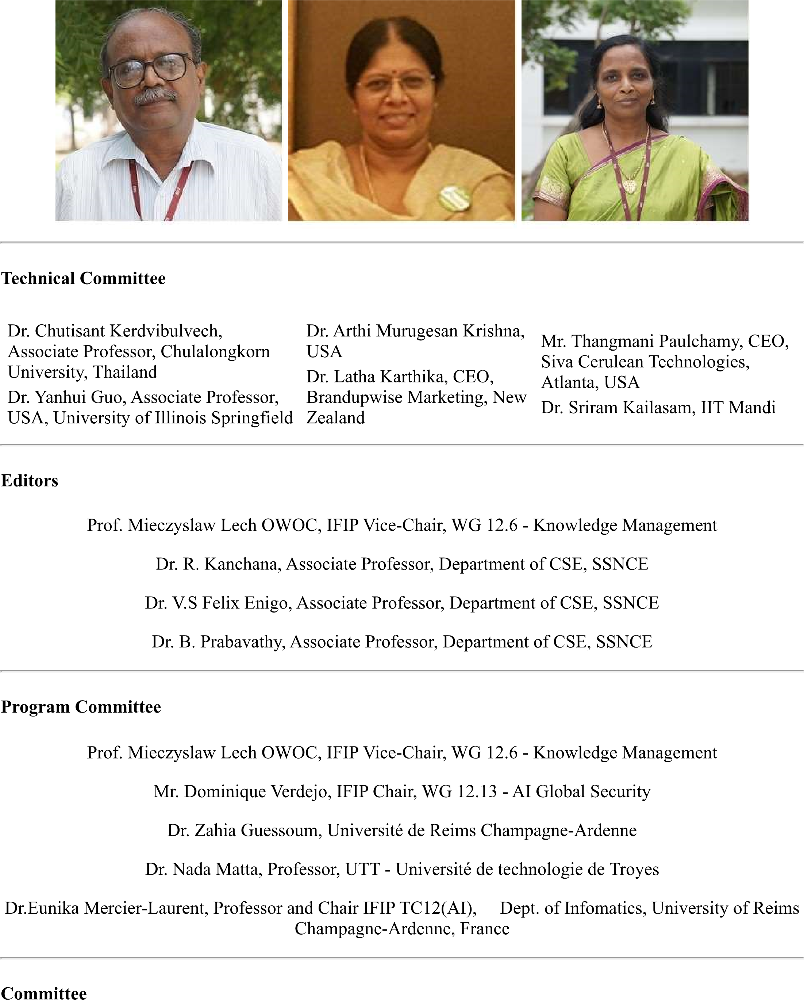 Technical Committee
Dr. Chutisant Kerdvibulvech,
Associate Professor, Chulalongkorn
University, Thailand
Dr. Yanhui Guo, Associate Professor,
USA, University of Illinois Springfield
Dr. Arthi Murugesan Krishna,
USA
Dr. Latha Karthika, CEO,
Brandupwise Marketing, New
Zealand
Mr. Thangmani Paulchamy, CEO,
Siva Cerulean Technologies,
Atlanta, USA
Dr. Sriram Kailasam, IIT Mandi
Editors
Prof. Mieczyslaw Lech OWOC, IFIP Vice-Chair, WG 12.6 - Knowledge Management
Dr. R. Kanchana, Associate Professor, Department of CSE, SSNCE
Dr. V.S Felix Enigo, Associate Professor, Department of CSE, SSNCE
Dr. B. Prabavathy, Associate Professor, Department of CSE, SSNCE
Program Committee
Prof. Mieczyslaw Lech OWOC, IFIP Vice-Chair, WG 12.6 - Knowledge Management
Mr. Dominique Verdejo, IFIP Chair, WG 12.13 - AI Global Security
Dr. Zahia Guessoum, Université de Reims Champagne-Ardenne
Dr. Nada Matta, Professor, UTT - Université de technologie de Troyes
Dr.Eunika Mercier-Laurent, Professor and Chair IFIP TC12(AI), Dept. of Infomatics, University of Reims
Champagne-Ardenne, France
Committee